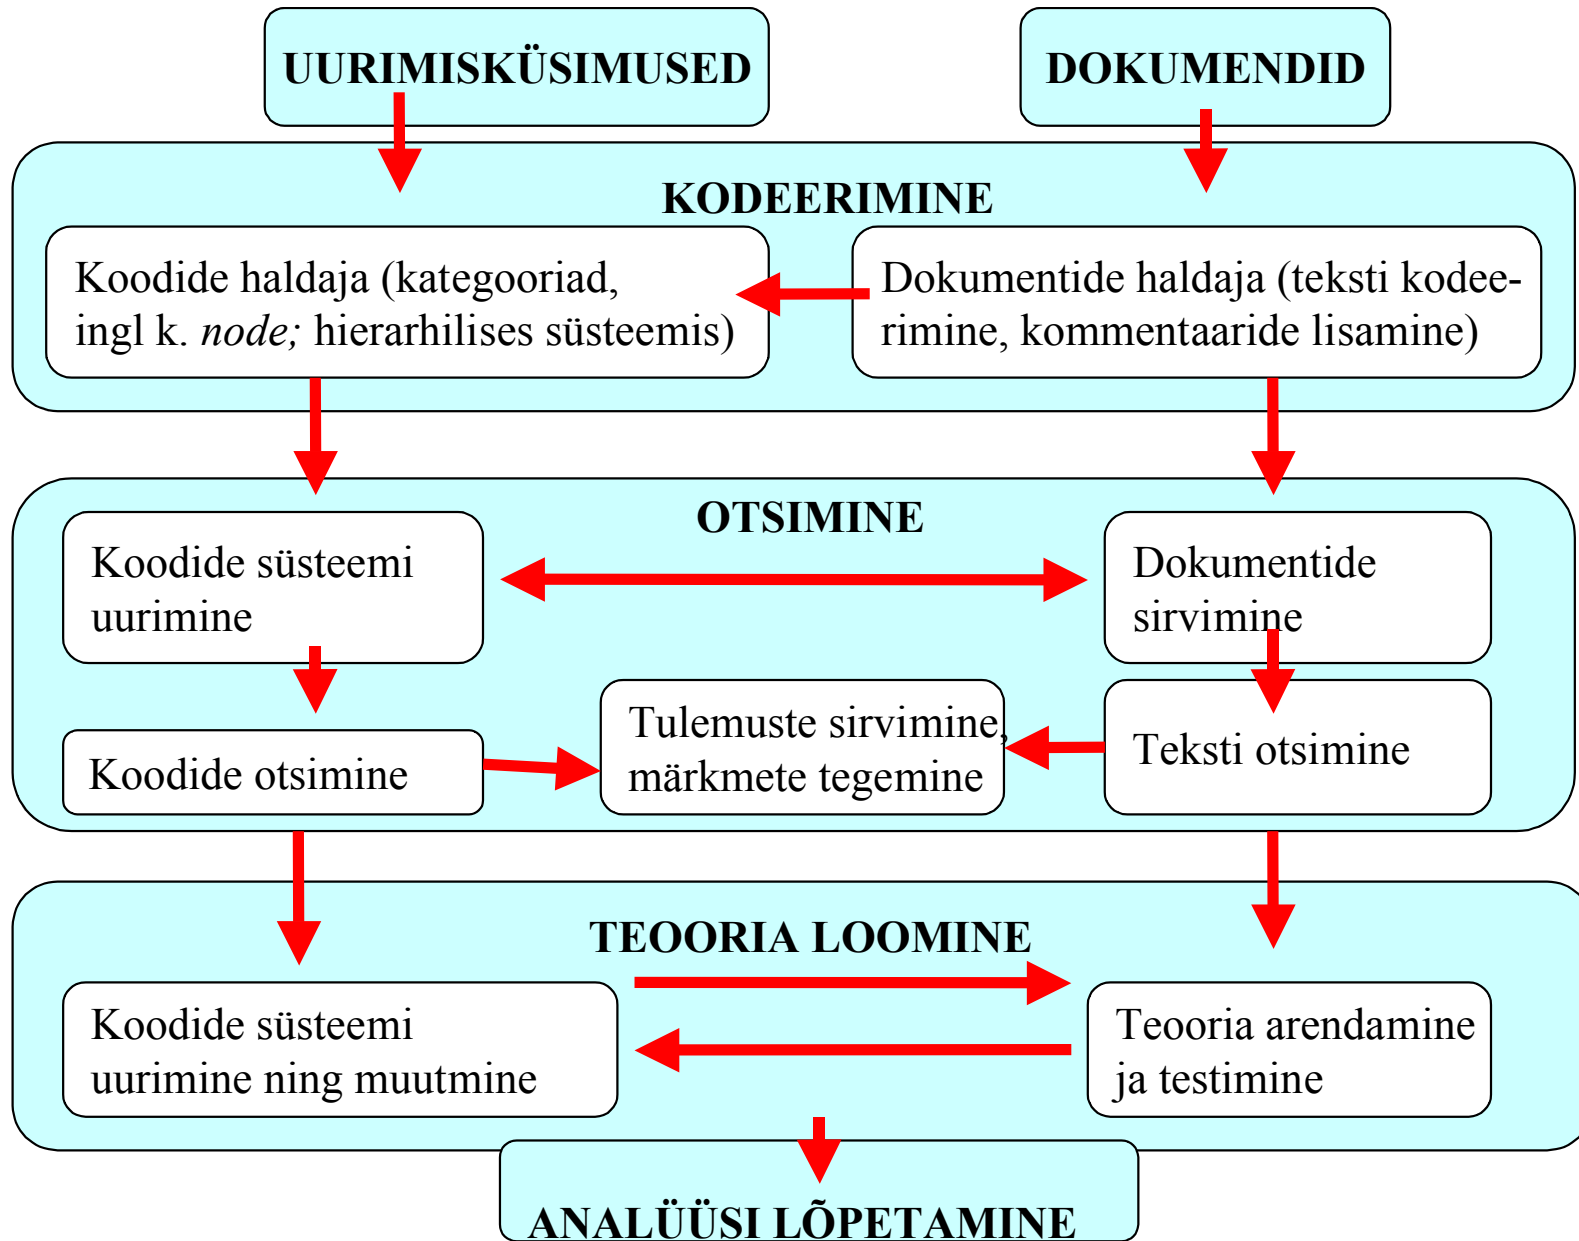 UURIMISKÜSIMUSED
DOKUMENDID
KODEERIMINE
Koodide haldaja (kategooriad,
ingl k. node; hierarhilises süsteemis)
Dokumentide haldaja (teksti kodee-
rimine, kommentaaride lisamine)
OTSIMINE
Koodide süsteemi
uurimine
Dokumentide
sirvimine
Koodide otsimine
Tulemuste sirvimine,
märkmete tegemine
Teksti otsimine
TEOORIA LOOMINE
Koodide süsteemi
uurimine ning muutmine
Teooria arendamine
ja testimine
ANALÜÜSI LÕPETAMINE